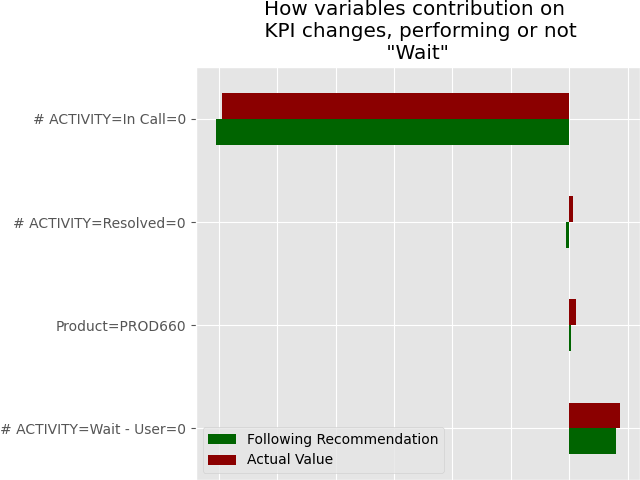 How variables contribution on
KPI changes, performing or not
"Wait"
# ACTIVITY=In Call=0
# ACTIVITY=Resolved=0
Product=PROD660
# ACTIVITY=Wait - User=0
Following Recommendation
Actual Value